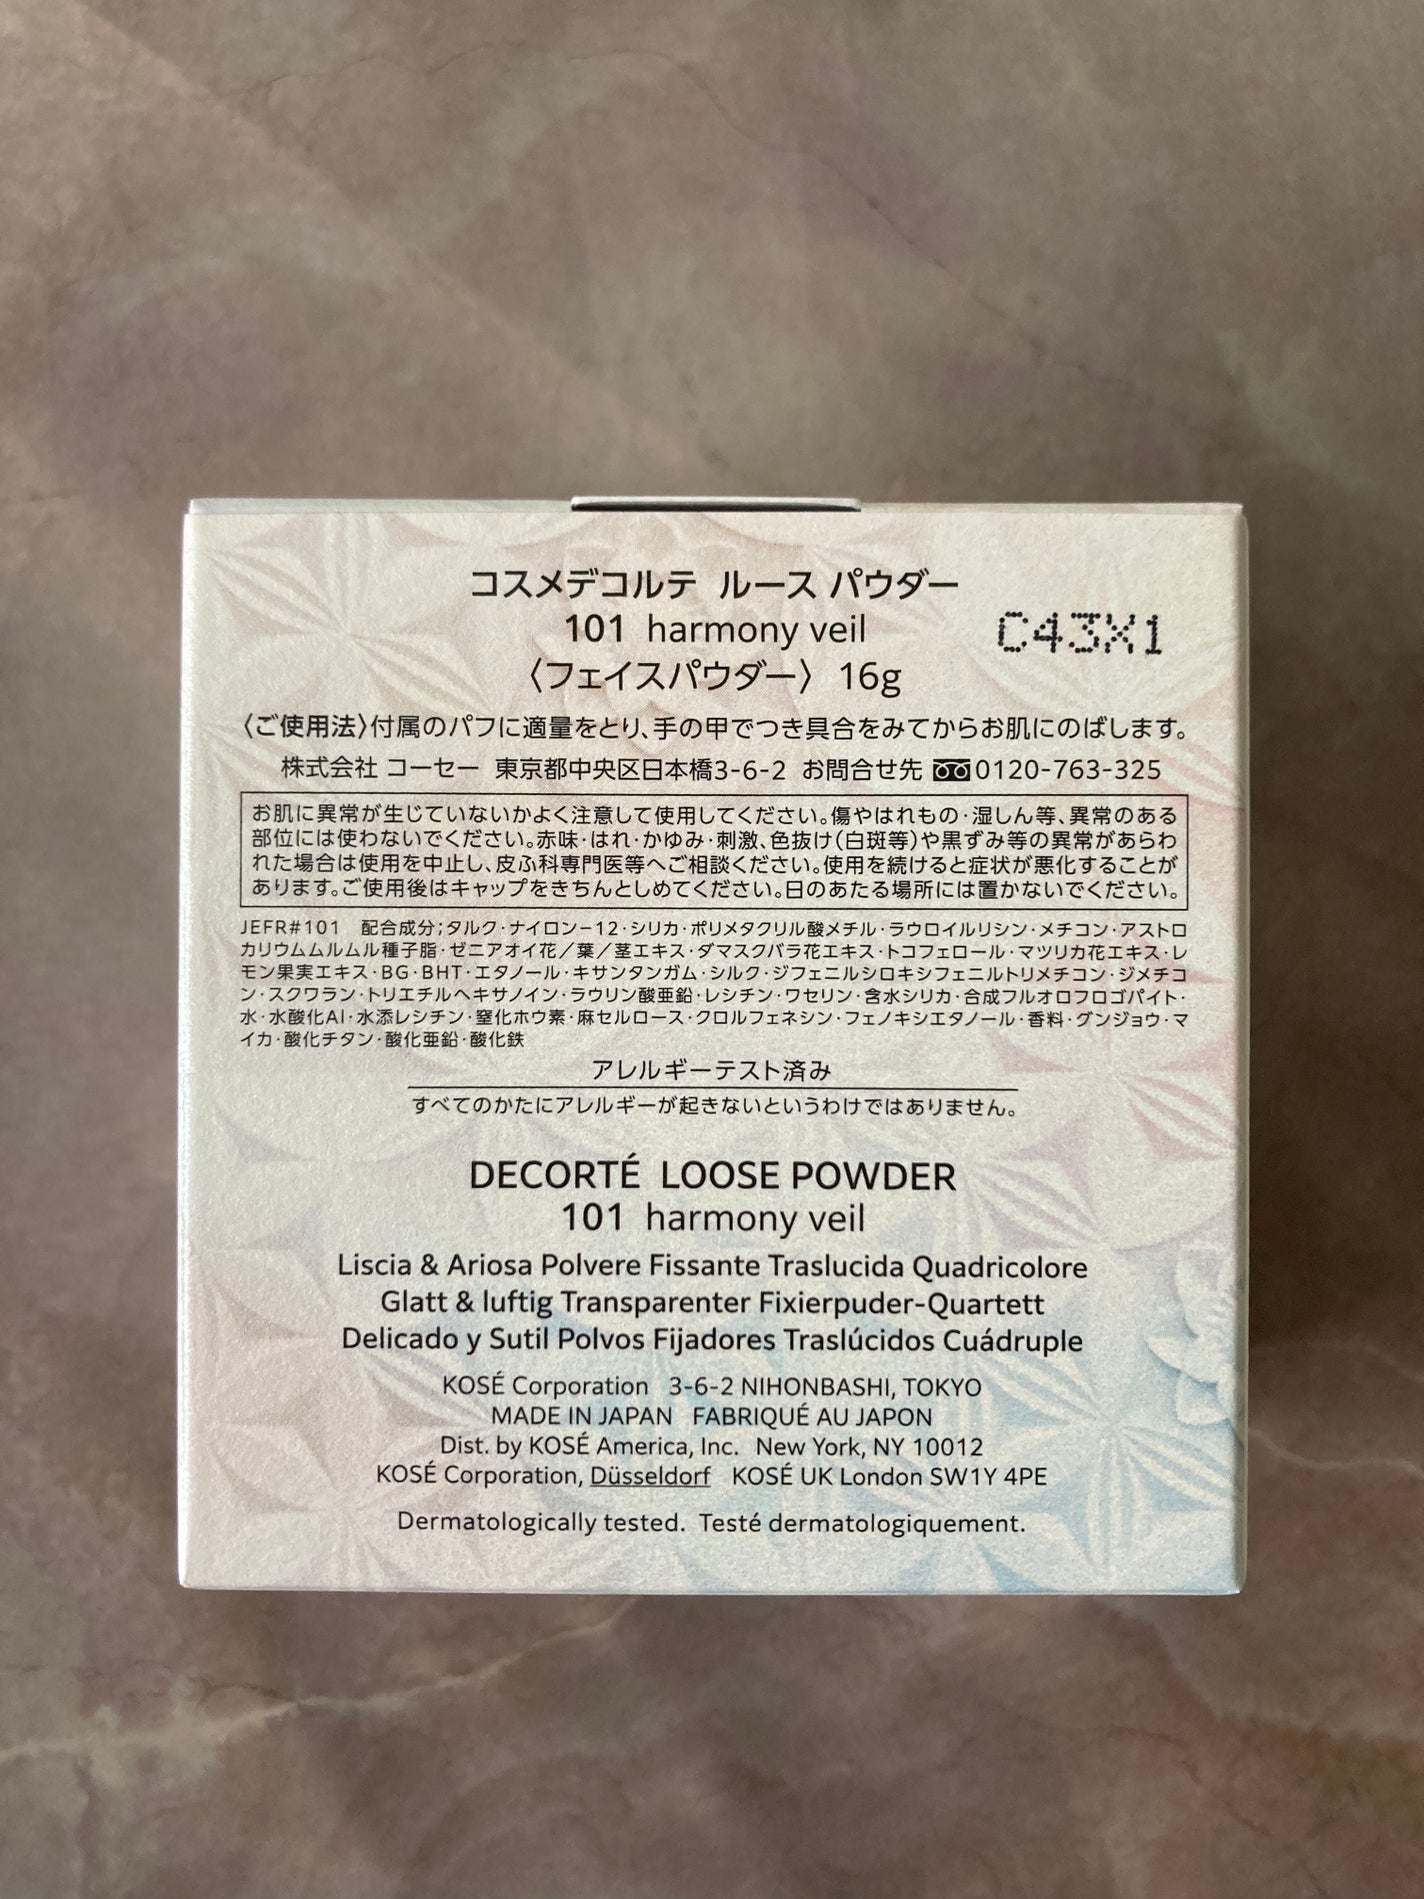 コスメデコルテ ルース パウダー
101 harmony veil
C43X1
〈フェイスパウダー〉 16g
〈ご使用法〉付属のパフに適量をとり、手の甲でつき具合をみてからお肌にのばします。
株式会社 コーセー 東京都中央区日本橋3-6-2 お問合せ先 0120-763-325
お肌に異常が生じていないかよく注意して使用してください。傷やはれもの・湿しん等、異常のある
部位には使わないでください。赤味・はれ・かゆみ・刺激、色抜け(白斑等)や黒ずみ等の異常があらわ
れた場合は使用を中止し、皮ふ科専門医等へご相談ください。使用を続けると症状が悪化することが
あります。ご使用後はキャップをきちんとしめてください。日のあたる場所には置かないでください。
JEFR#101 配合成分;タルク・ナイロン−12・シリカ・ポリメタクリル酸メチル・ラウロイルリシン・メチコン・アストロ
カリウムムルムル種子脂・ゼニアオイ花/葉/茎エキス・ダマスクバラ花エキス・トコフェロール・マツリカ花エキス・レ
モン果実エキス・BG・BHT・エタノール・キサンタンガム・シルク・ジフェニルシロキシフェニルトリメチコン・ジメチコ
ン・スクワラン・トリエチルヘキサノイン・ラウリン酸亜鉛・レシチン・ワセリン・含水シリカ・合成フルオロフロゴパイト・
水・水酸化Al・水添レシチン・窒化ホウ素・麻セルロース・クロルフェネシン・フェノキシエタノール・香料・グンジョウ・マ
イカ・酸化チタン・酸化亜鉛・酸化鉄
アレルギーテスト済み
すべてのかたにアレルギーが起きないというわけではありません。
DECORTÉ LOOSE POWDER
101 harmony veil
Liscia & Ariosa Polvere Fissante Traslucida Quadricolore
Glatt & luftig Transparenter Fixierpuder-Quartett
Delicado y Sutil Polvos Fijadores Traslúcidos Cuádruple
KOSÉ Corporation 3-6-2 NIHONBASHI, TOKYO
MADE IN JAPAN FABRIQUÉ AU JAPON
Dist. by KOSÉ America, Inc. New York, NY 10012
KOSÉ Corporation, Düsseldorf KOSÉ UK London SW1Y 4PE
Dermatologically tested. Testé dermatologiquement.